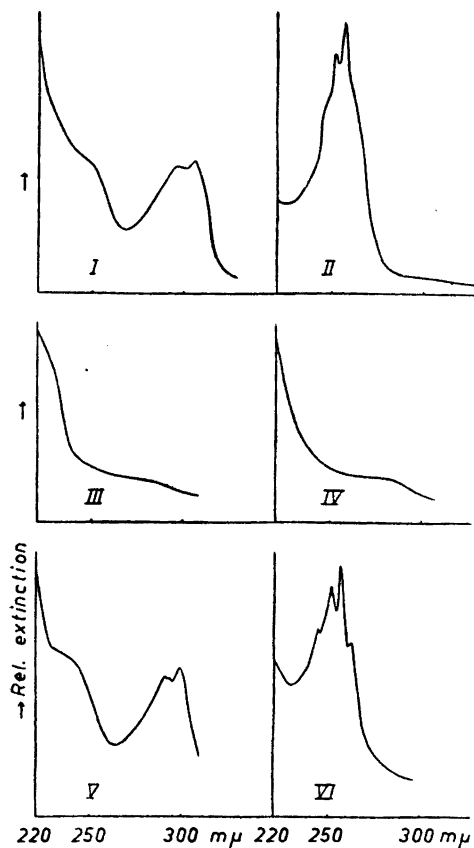 ↑
I
II
↑
III
IV
→ Rel. extinction
V
VI
220 250 300 mμ 220 250 300 mμ